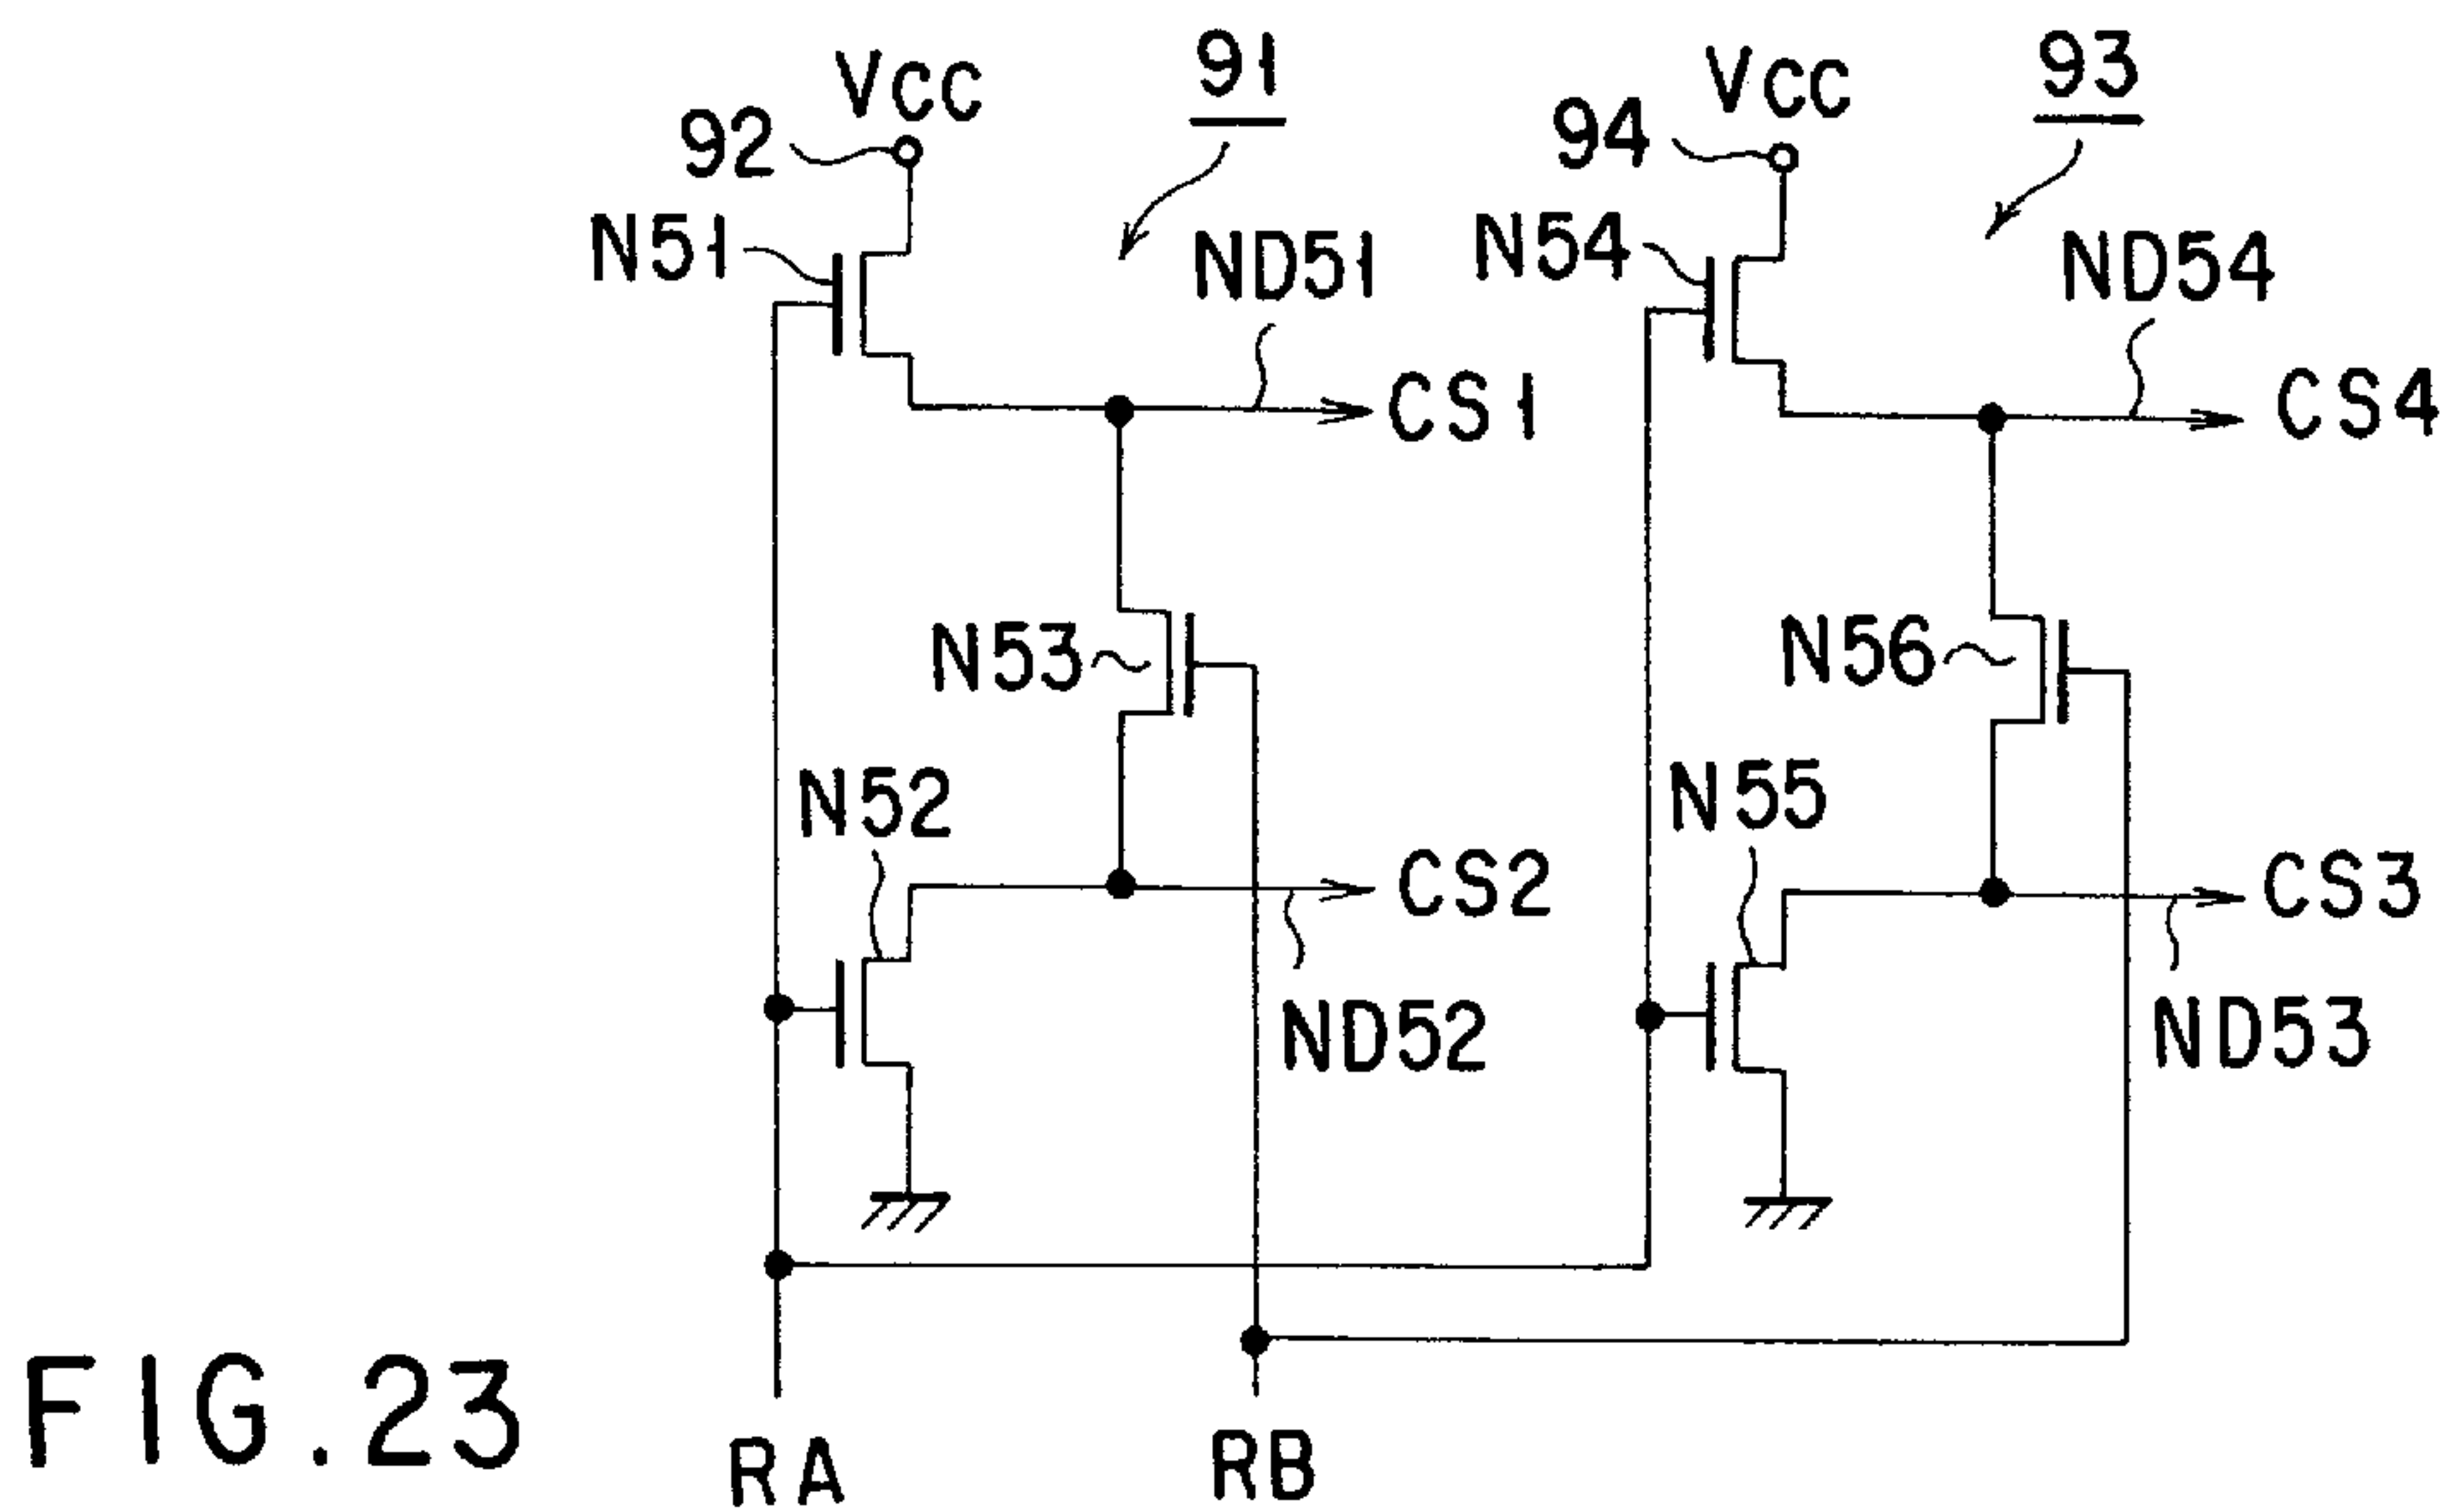 91
93
VCC
VCC
92
94
N51
ND51
N54
ND54
CS1
CS4
N53
N56
N52
N55
CS2
CS3
ND52
ND53
FIG.23
RA
RB